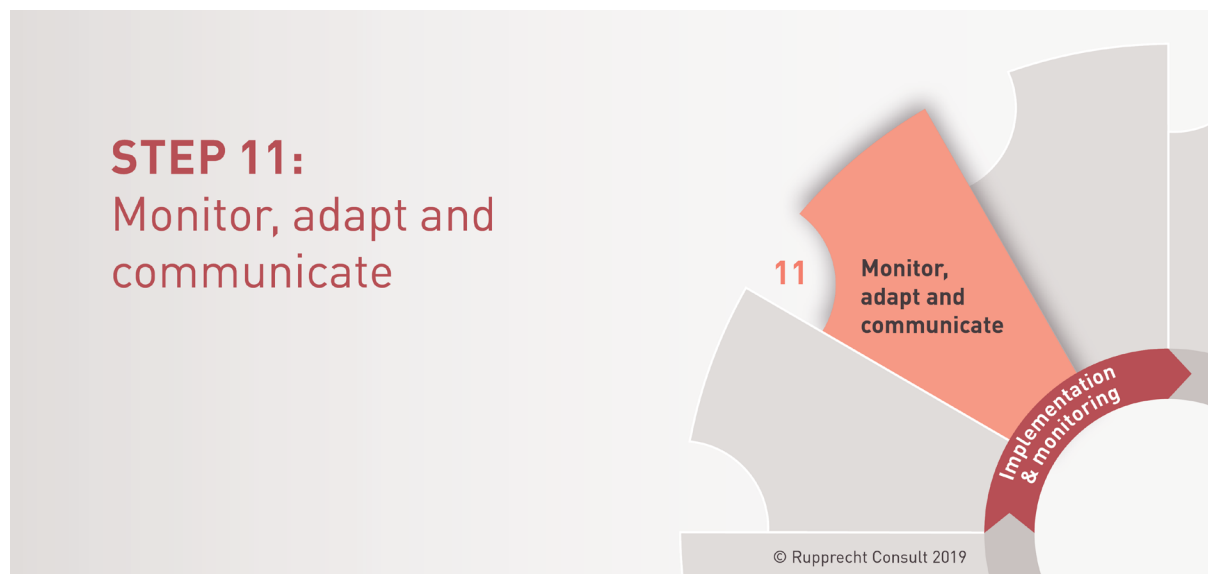 STEP 11:
Monitor, adapt and
communicate
11
Monitor,
adapt and
communicate
Implementation
& monitoring
© Rupprecht Consult 2019